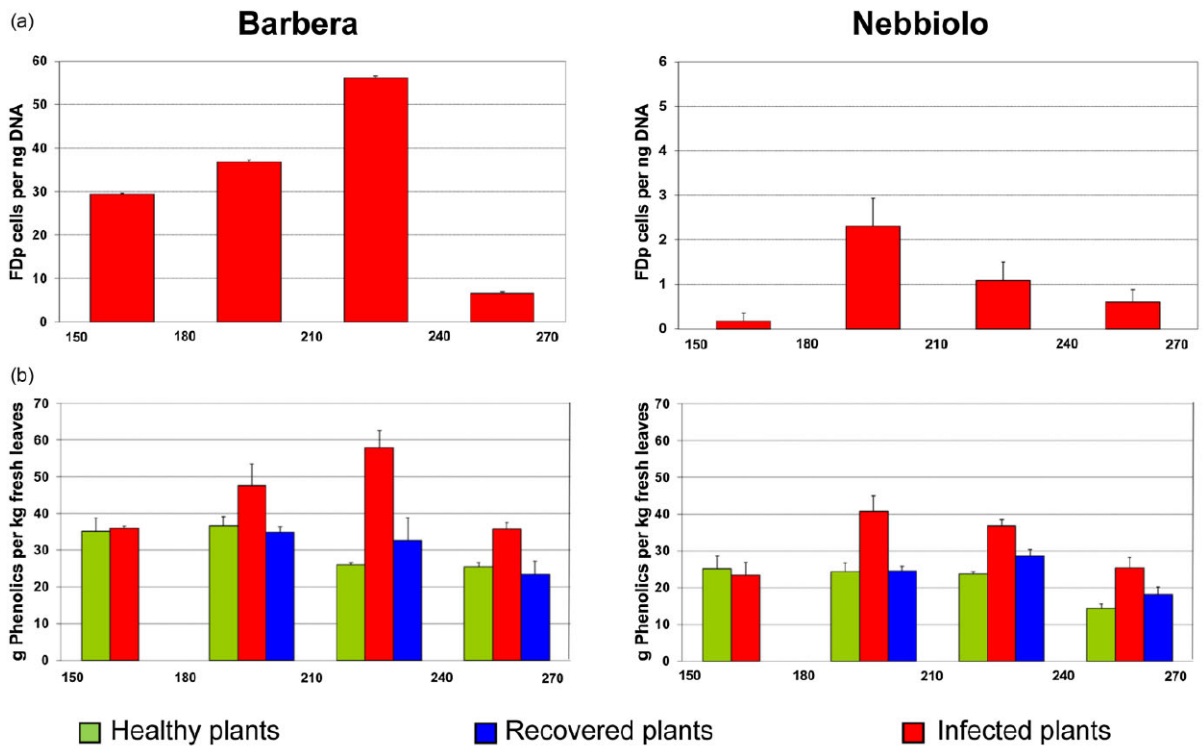 (a)
Barbera
Nebbiolo
FDp cells per ng DNA
60
50
40
30
20
10
0
150 180 210 240 270
FDp cells per ng DNA
6
5
4
3
2
1
0
150 180 210 240 270
(b)
g Phenolics per kg fresh leaves
70
60
50
40
30
20
10
0
150 180 210 240 270
g Phenolics per kg fresh leaves
70
60
50
40
30
20
10
0
150 180 210 240 270
Healthy plants Recovered plants Infected plants